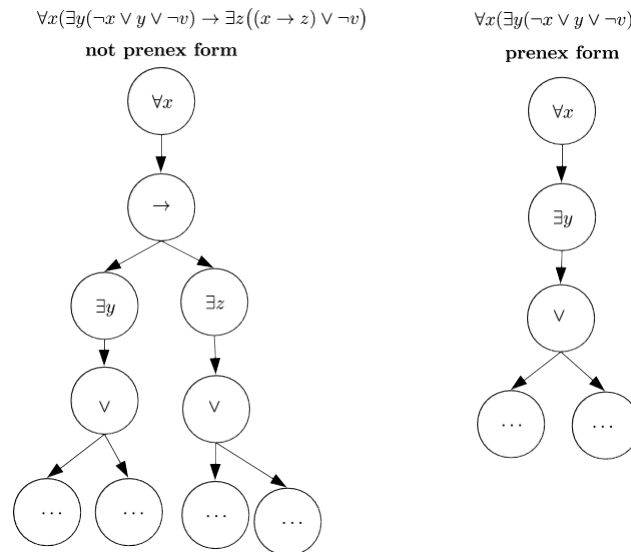 ∀x(∃y(¬x ∨ y ∨ ¬v) → ∃z((x → z) ∨ ¬v)
not prenex form
∀x
→
∃y ∃z
∨ ∨
... ... ... ...
∀x(∃y(¬x ∨ y ∨ ¬v)
prenex form
∀x
∃y
∨
... ...